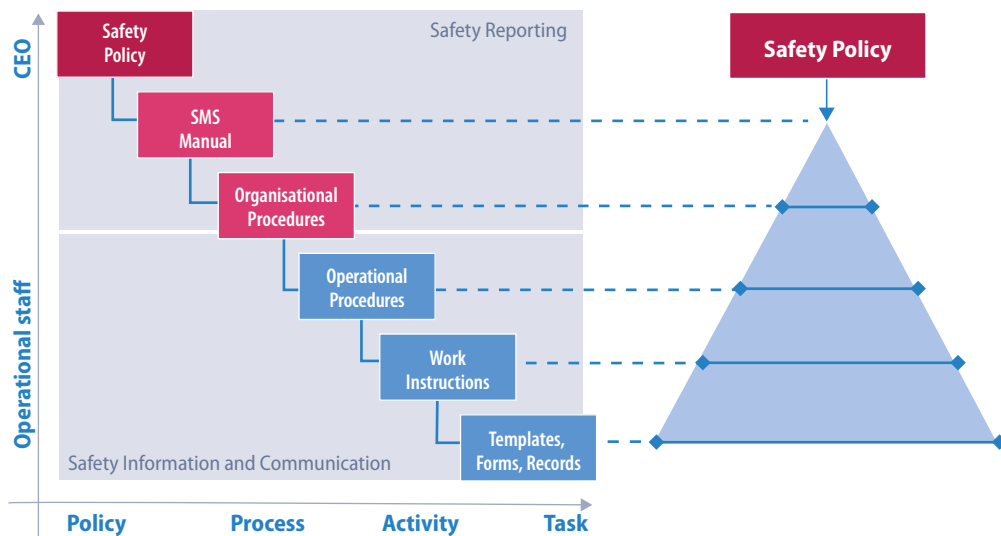 CEO
Operational staff
Safety Reporting
Safety
Policy
SMS
Manual
Organisational
Procedures
Operational
Procedures
Work
Instructions
Templates,
Forms, Records
Safety Information and Communication
Policy
Process
Activity
Task
Safety Policy